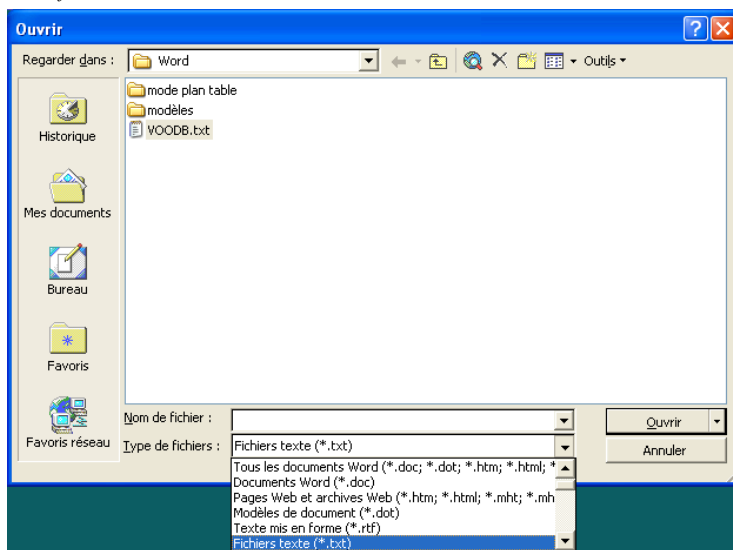 Ouvrir
Regarder dans :
Word
Outils
mode plan table
modèles
VOODB.txt
Historique
Mes documents
Bureau
Favoris
Favoris réseau
Nom de fichier :
Ouvrir
Type de fichiers :
Fichiers texte (*.txt)
Annuler
Tous les documents Word (*.doc; *.dot; *.htm; *.html; *
Documents Word (*.doc)
Pages Web et archives Web (*.htm; *.html; *.mht; *.mh
Modèles de document (*.dot)
Texte mis en forme (*.rtf)
Fichiers texte (*.txt)